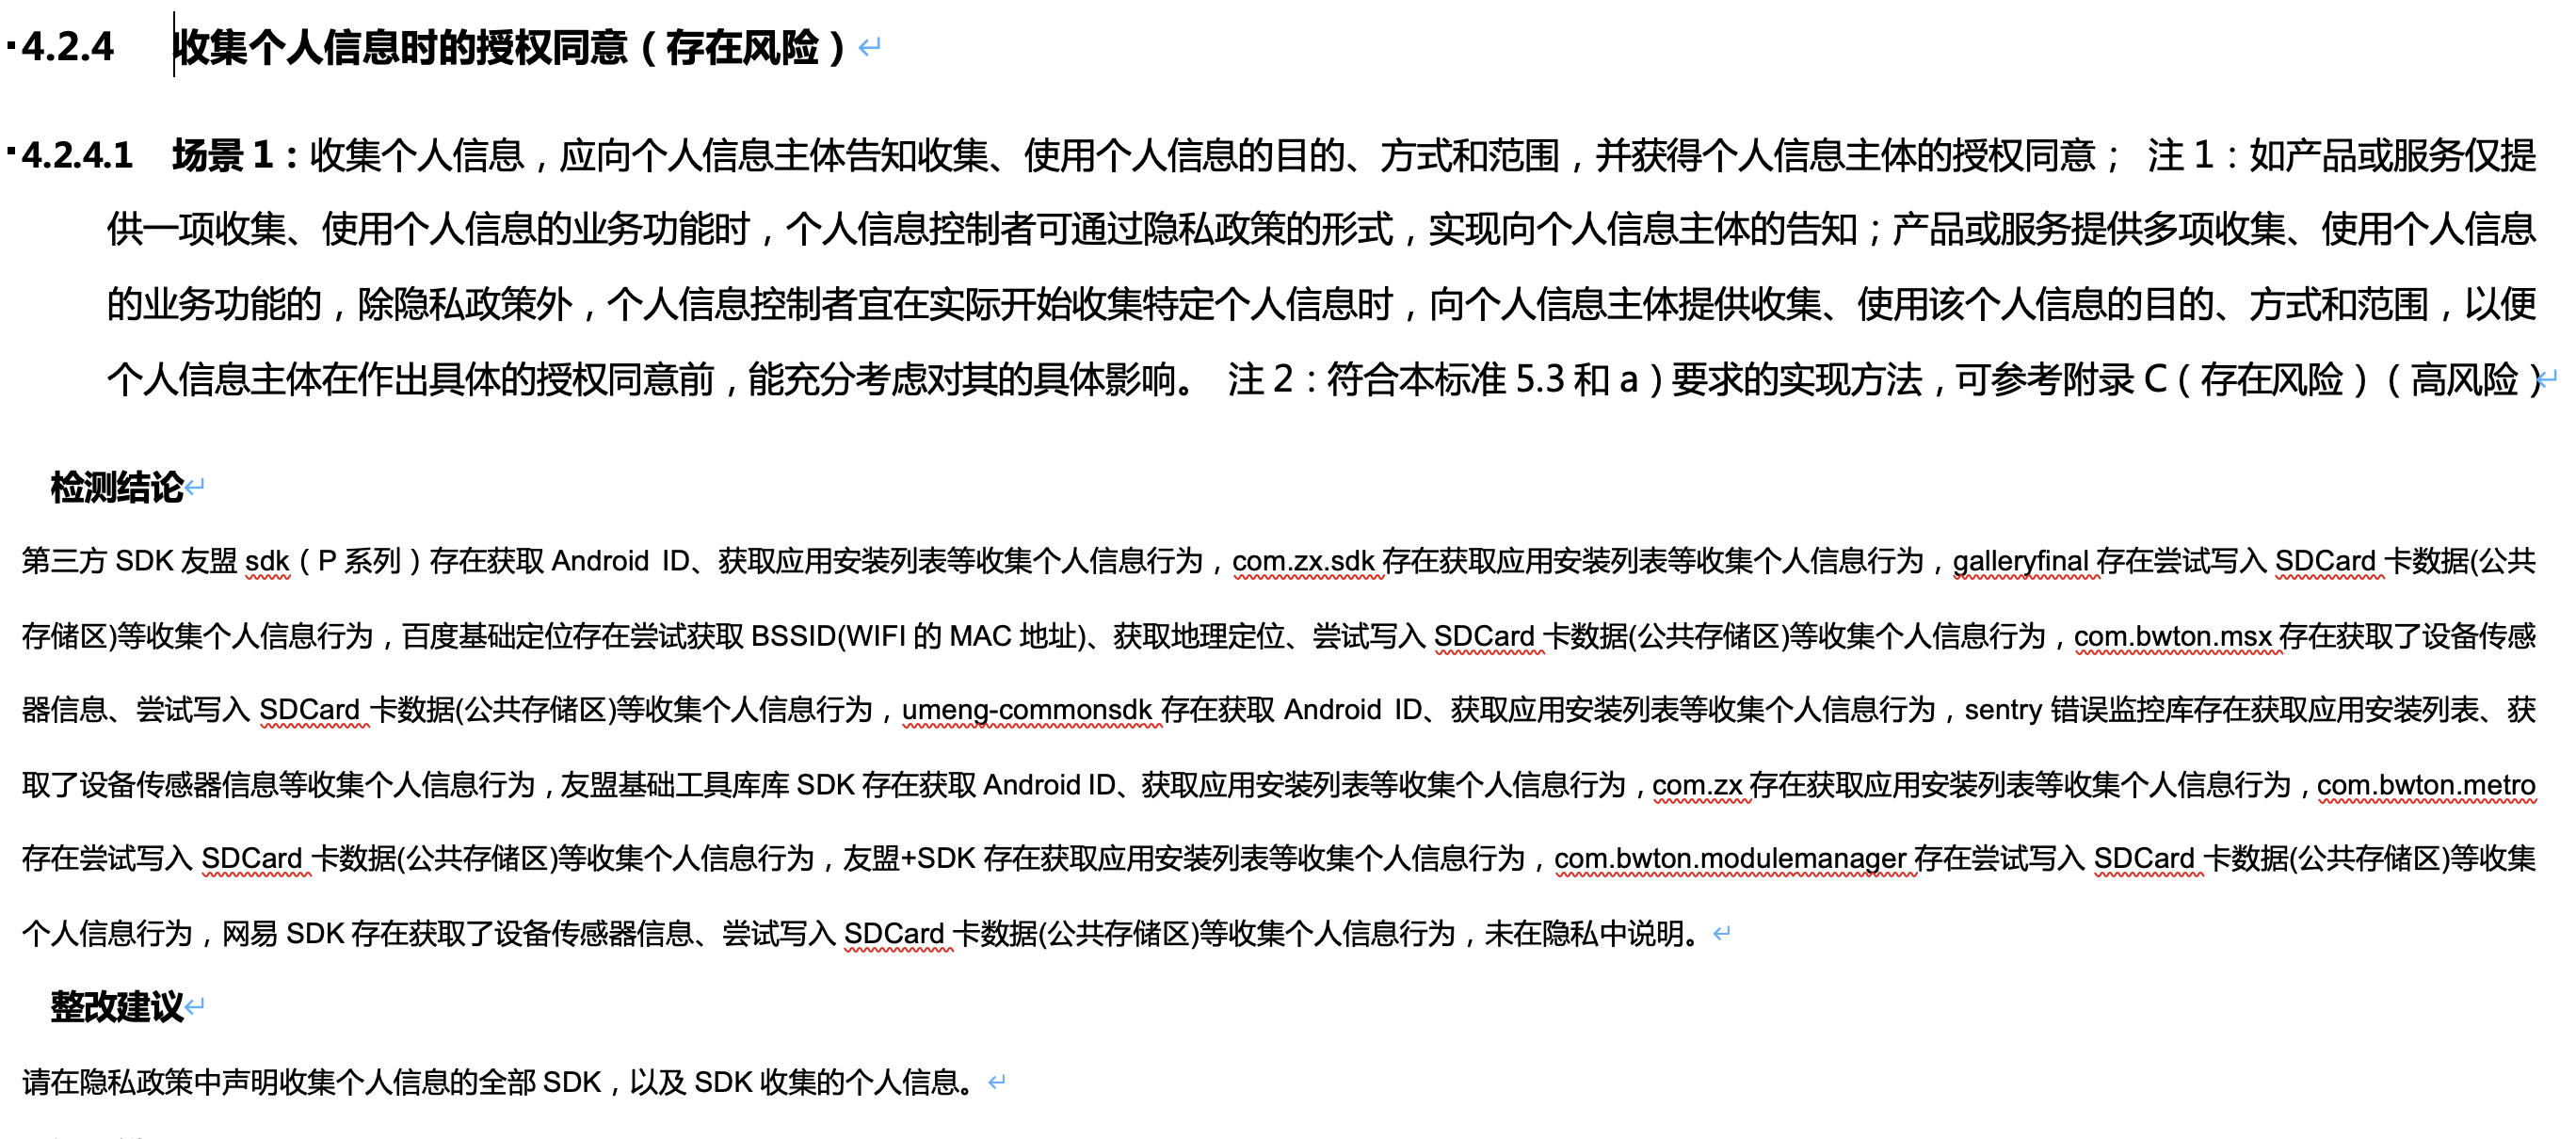 4.2.4 收集个人信息时的授权同意（存在风险）
4.2.4.1 场景 1：收集个人信息，应向个人信息主体告知收集、使用个人信息的目的、方式和范围，并获得个人信息主体的授权同意； 注 1：如产品或服务仅提
供一项收集、使用个人信息的业务功能时，个人信息控制者可通过隐私政策的形式，实现向个人信息主体的告知；产品或服务提供多项收集、使用个人信息
的业务功能的，除隐私政策外，个人信息控制者宜在实际开始收集特定个人信息时，向个人信息主体提供收集、使用该个人信息的目的、方式和范围，以便
个人信息主体在作出具体的授权同意前，能充分考虑对其的具体影响。 注 2：符合本标准 5.3 和 a）要求的实现方法，可参考附录 C（存在风险）（高风险）
检测结论
第三方 SDK 友盟 sdk（P 系列）存在获取 Android ID、获取应用安装列表等收集个人信息行为，com.zx.sdk 存在获取应用安装列表等收集个人信息行为，galleryfinal 存在尝试写入 SDCard 卡数据(公共
存储区)等收集个人信息行为，百度基础定位存在尝试获取 BSSID(WIFI 的 MAC 地址)、获取地理定位、尝试写入 SDCard 卡数据(公共存储区)等收集个人信息行为，com.bwton.msx 存在获取了设备传感
器信息、尝试写入 SDCard 卡数据(公共存储区)等收集个人信息行为，umeng-commonsdk 存在获取 Android ID、获取应用安装列表等收集个人信息行为，sentry 错误监控库存在获取应用安装列表、获
取了设备传感器信息等收集个人信息行为，友盟基础工具库库 SDK 存在获取 Android ID、获取应用安装列表等收集个人信息行为，com.zx 存在获取应用安装列表等收集个人信息行为，com.bwton.metro
存在尝试写入 SDCard 卡数据(公共存储区)等收集个人信息行为，友盟+SDK 存在获取应用安装列表等收集个人信息行为，com.bwton.modulemanager 存在尝试写入 SDCard 卡数据(公共存储区)等收集
个人信息行为，网易 SDK 存在获取了设备传感器信息、尝试写入 SDCard 卡数据(公共存储区)等收集个人信息行为，未在隐私中说明。
整改建议
请在隐私政策中声明收集个人信息的全部 SDK，以及 SDK 收集的个人信息。